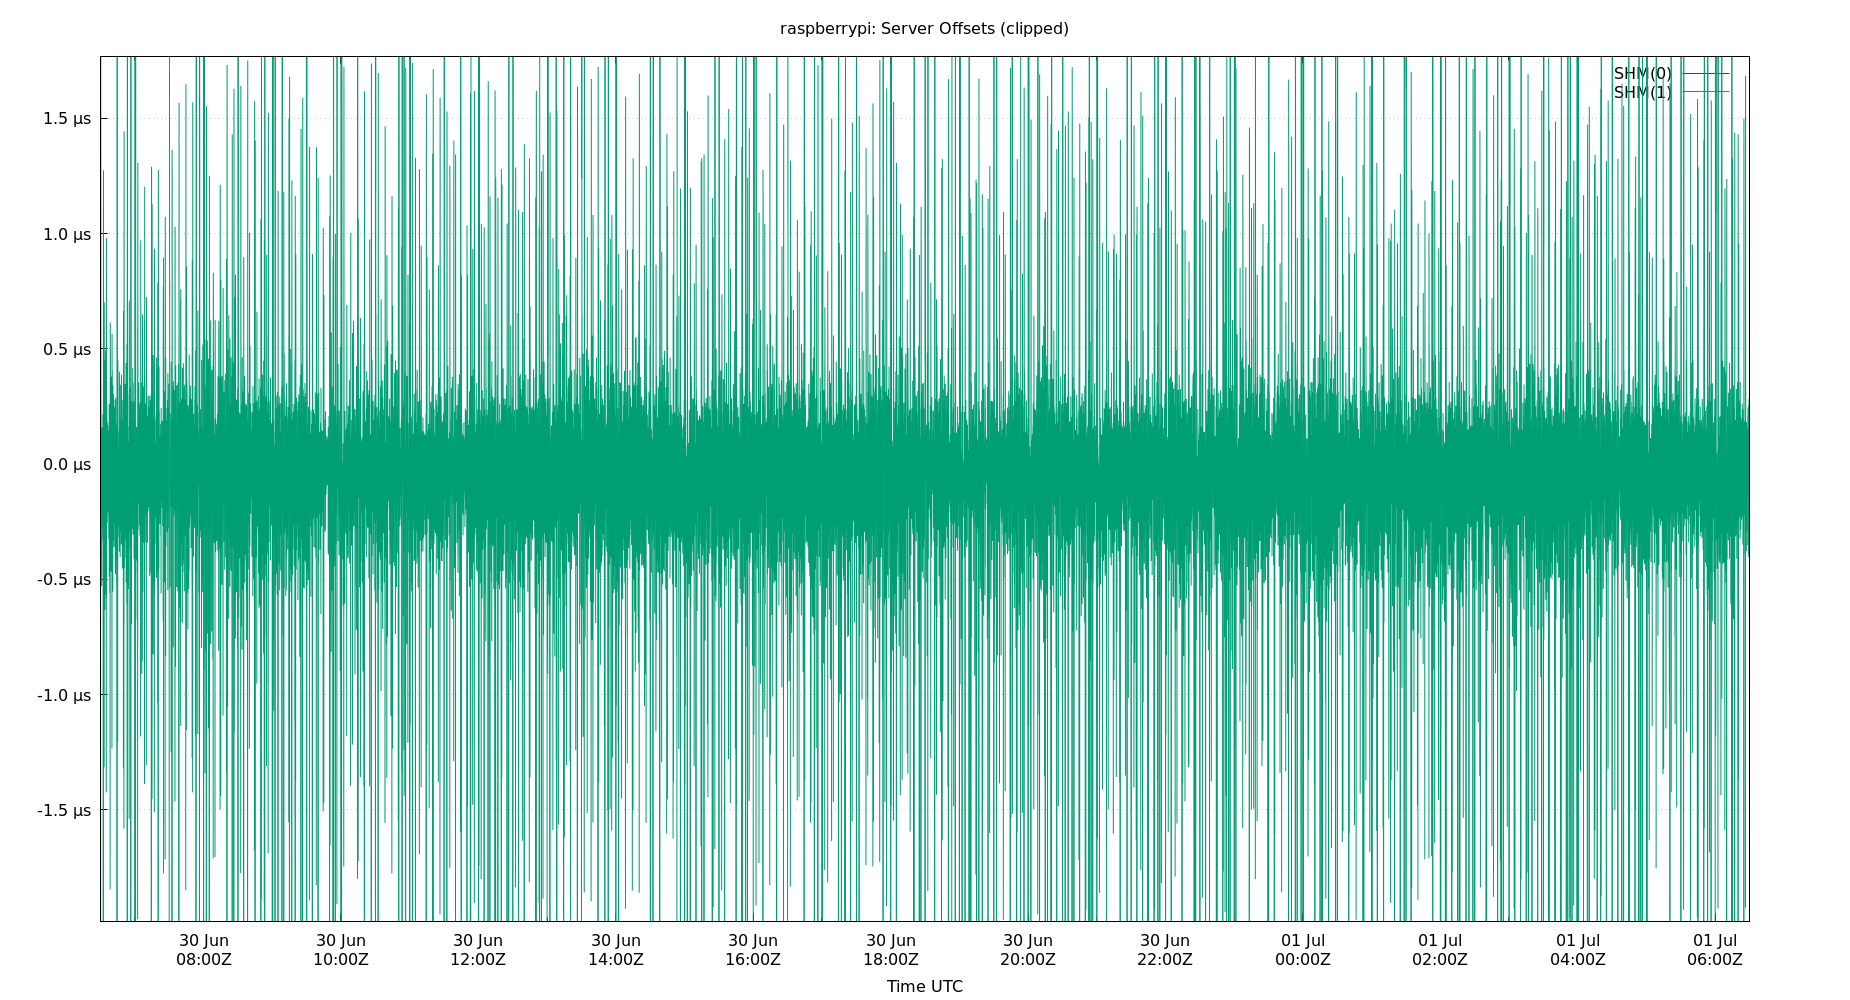 raspberrypi: Server Offsets (clipped)
SHM(0)
SHM(1)
1.5 µs
1.0 µs
0.5 µs
0.0 µs
-0.5 µs
-1.0 µs
-1.5 µs
30 Jun 30 Jun 30 Jun 30 Jun 30 Jun 30 Jun 30 Jun 30 Jun 01 Jul 01 Jul 01 Jul 01 Jul
08:00Z 10:00Z 12:00Z 14:00Z 16:00Z 18:00Z 20:00Z 22:00Z 00:00Z 02:00Z 04:00Z 06:00Z
Time UTC